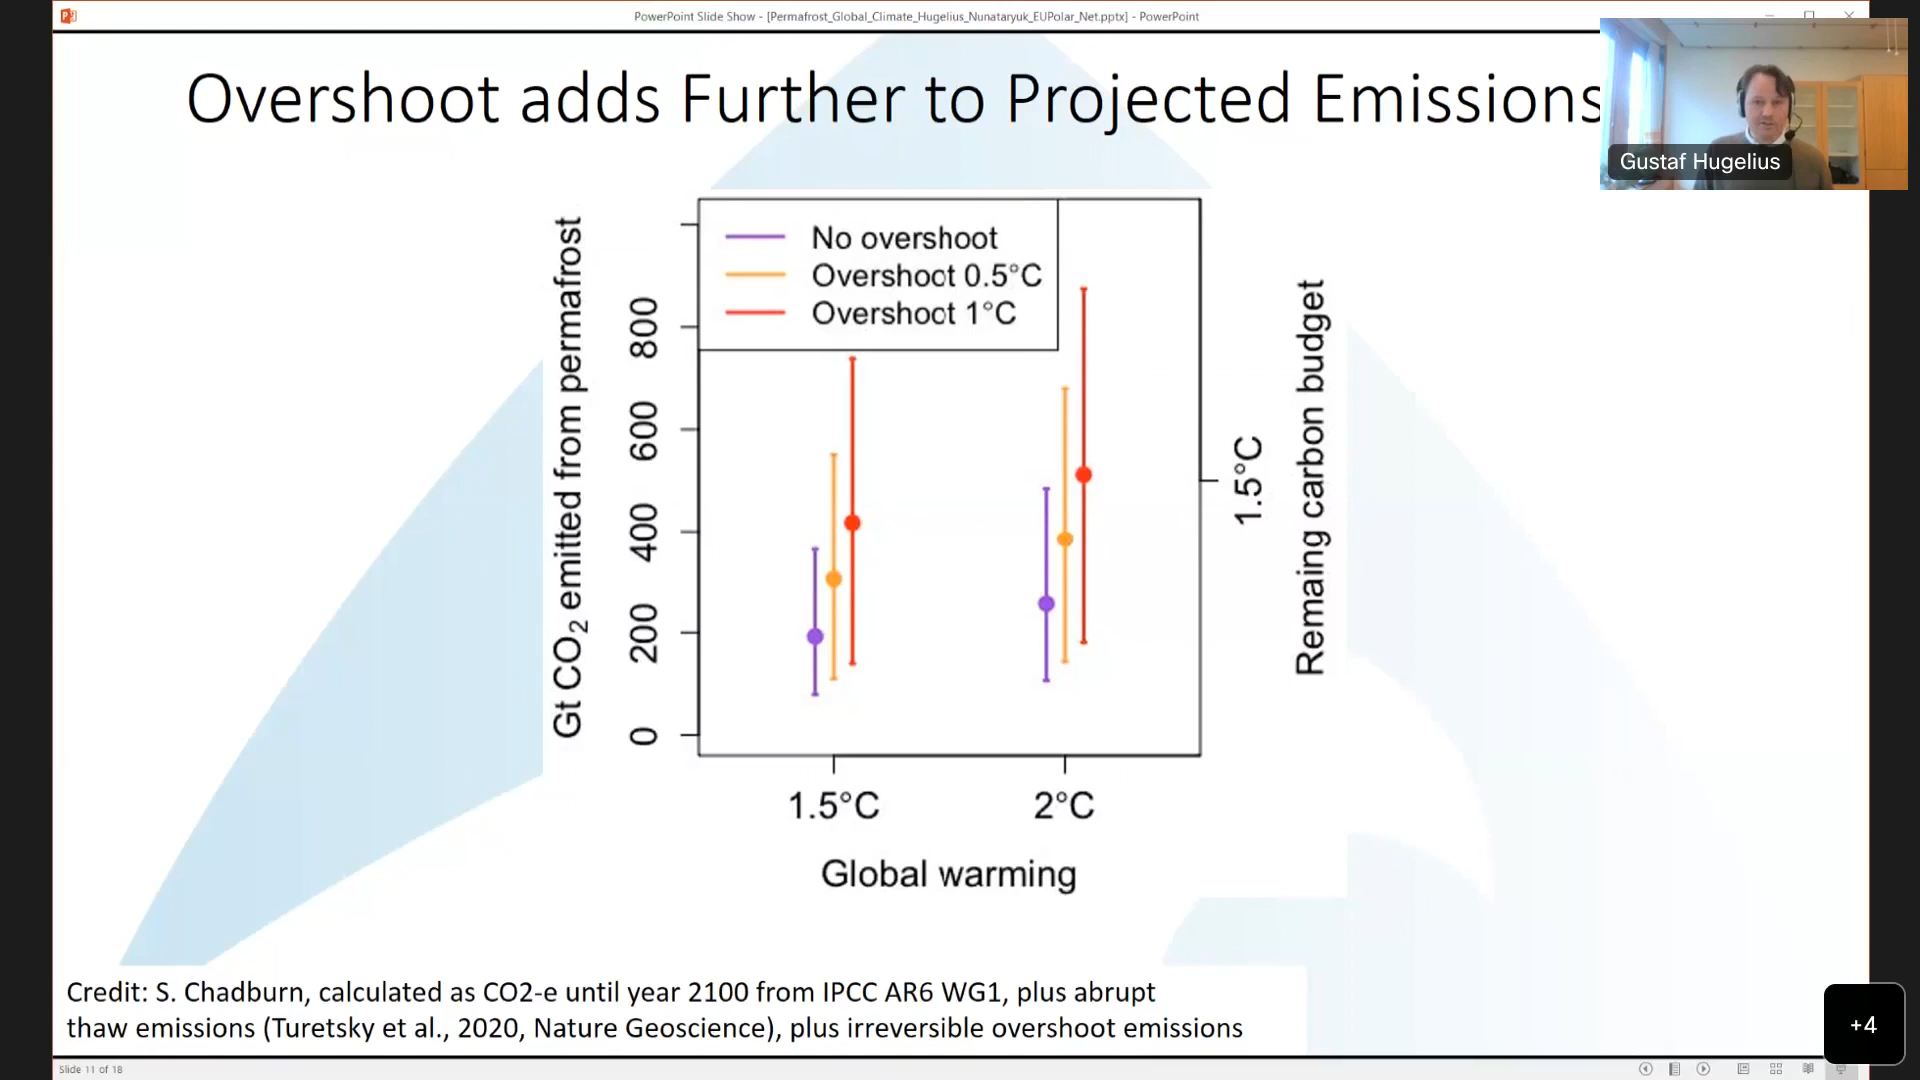 PowerPoint Slide Show - [Permafrost_Global_Climate_Hugelius_Nunataryuk_EUPolar_Net.pptx] - PowerPoint
Overshoot adds Further to Projected Emissions
Gustaf Hugelius
No overshoot
Overshoot 0.5°C
Overshoot 1°C
Gt CO2 emitted from permafrost
800
600
400
200
0
1.5°C
Remaing carbon budget
1.5°C
2°C
Global warming
Credit: S. Chadburn, calculated as CO2-e until year 2100 from IPCC AR6 WG1, plus abrupt
thaw emissions (Turetsky et al., 2020, Nature Geoscience), plus irreversible overshoot emissions
+4
Slide 11 of 18